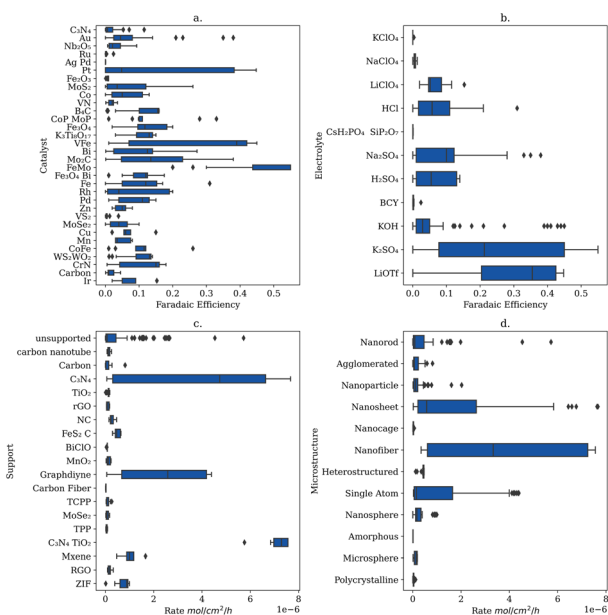 a.
C₃N₄
Au
Nb₂O₅
Ru
Ag Pd
Pt
Fe₂O₃
MoS₂
Co
VN
B₄C
CoP MoP
Fe₃O₄
K₃Ti₈O₁₇
VFe
Bi
Mo₂C
FeMo
Fe₃O₄ Bi
Fe
Rh
Pd
Zn
VS₂
MoSe₂
Cu
Mn
CoFe
WS₂WO₂
CrN
Carbon
Ir
Catalyst
0.0 0.1 0.2 0.3 0.4 0.5
Faradaic Efficiency
b.
KClO₄
NaClO₄
LiClO₄
HCl
CsH₂PO₄ SiP₂O₇
Na₂SO₄
H₂SO₄
BCY
KOH
K₂SO₄
LiOTf
Electrolyte
0.0 0.1 0.2 0.3 0.4 0.5
Faradaic Efficiency
c.
unsupported
carbon nanotube
Carbon
C₃N₄
TiO₂
rGO
NC
FeS₂ C
BiClO
MnO₂
Graphdiyne
Carbon Fiber
TCPP
MoSe₂
TPP
C₃N₄ TiO₂
Mxene
RGO
ZIF
Support
0 2 4 6 8
Rate mol/cm²/h 1e−6
d.
Nanorod
Agglomerated
Nanoparticle
Nanosheet
Nanocage
Nanofiber
Heterostructured
Single Atom
Nanosphere
Amorphous
Microsphere
Polycrystalline
Microstructure
0 2 4 6 8
Rate mol/cm²/h 1e−6